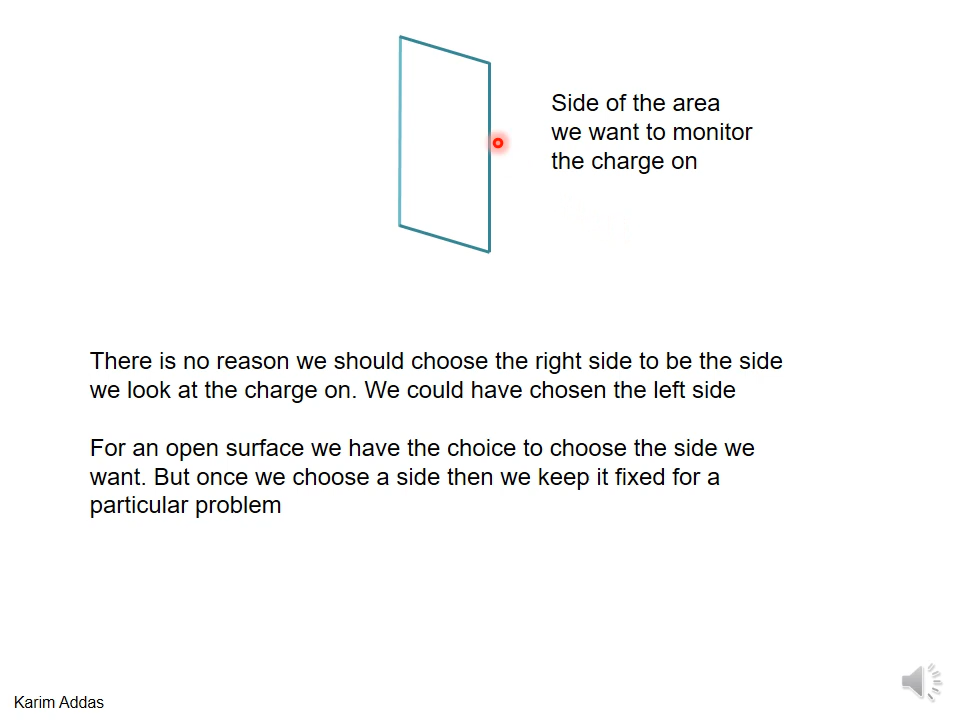 Side of the area
we want to monitor
the charge on
There is no reason we should choose the right side to be the side
we look at the charge on. We could have chosen the left side
For an open surface we have the choice to choose the side we
want. But once we choose a side then we keep it fixed for a
particular problem
Karim Addas